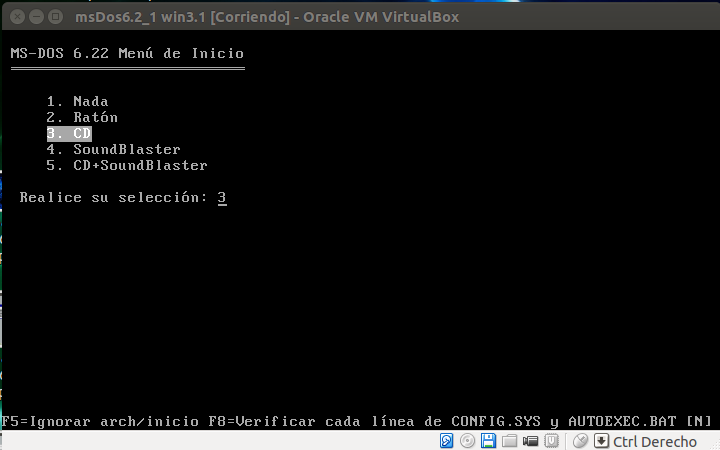 msDos6.2_1 win3.1 [Corriendo] - Oracle VM VirtualBox
MS-DOS 6.22 Menú de Inicio
1. Nada
2. Ratón
3. CD
4. SoundBlaster
5. CD+SoundBlaster
Realice su selección: 3
F5=Ignorar arch/inicio F8=Verificar cada línea de CONFIG.SYS y AUTOEXEC.BAT [N]
Ctrl Derecho